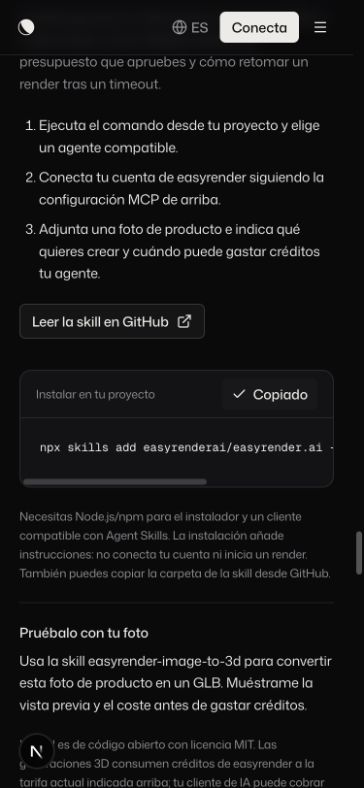 ES
Conecta
presupuesto que apruebes y cómo retomar un
render tras un timeout.
1. Ejecuta el comando desde tu proyecto y elige
un agente compatible.
2. Conecta tu cuenta de easyrender siguiendo la
configuración MCP de arriba.
3. Adjunta una foto de producto e indica qué
quieres crear y cuándo puede gastar créditos
tu agente.
Leer la skill en GitHub
Instalar en tu proyecto
Copiado
npx skills add easyrenderai/easyrender.ai -
Necesitas Node.js/npm para el instalador y un cliente
compatible con Agent Skills. La instalación añade
instrucciones: no conecta tu cuenta ni inicia un render.
También puedes copiar la carpeta de la skill desde GitHub.
Pruébalo con tu foto
Usa la skill easyrender-image-to-3d para convertir
esta foto de producto en un GLB. Muéstrame la
vista previa y el coste antes de gastar créditos.
es de código abierto con licencia MIT. Las
3D consumen créditos de easyrender a la
N
tarifa actual indicada arriba; tu cliente de IA puede cobrar